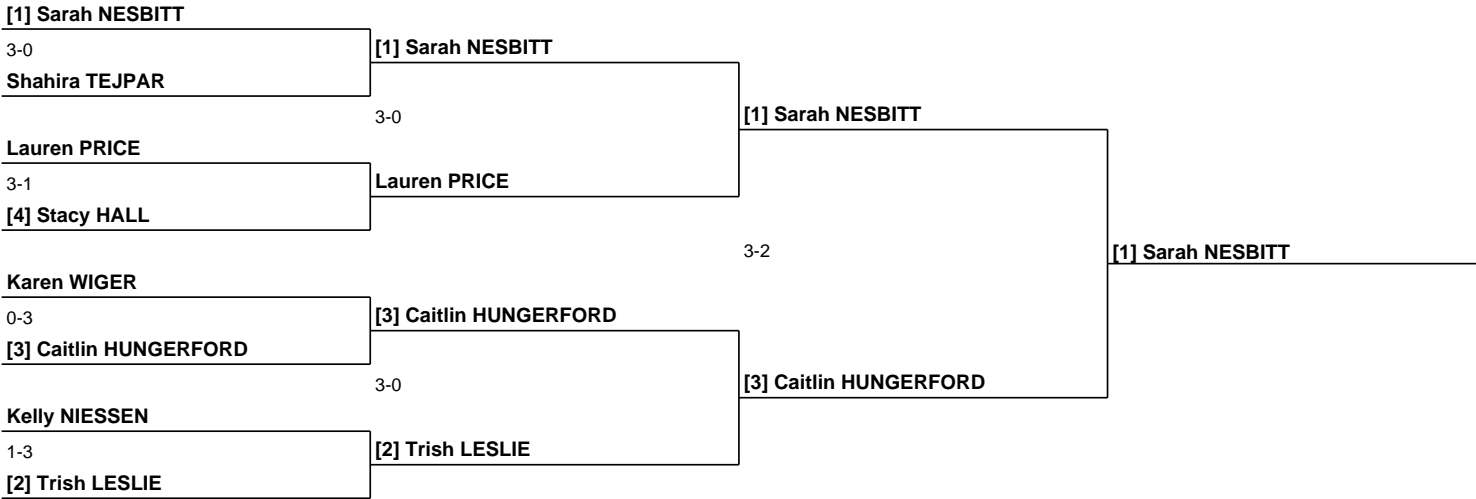 [1] Sarah NESBITT
3-0
Shahira TEJPAR
Lauren PRICE
3-1
[4] Stacy HALL
Karen WIGER
0-3
[3] Caitlin HUNGERFORD
Kelly NIESSEN
1-3
[2] Trish LESLIE
[1] Sarah NESBITT
3-0
Lauren PRICE
[3] Caitlin HUNGERFORD
3-0
[2] Trish LESLIE
[1] Sarah NESBITT
3-2
[3] Caitlin HUNGERFORD
[1] Sarah NESBITT